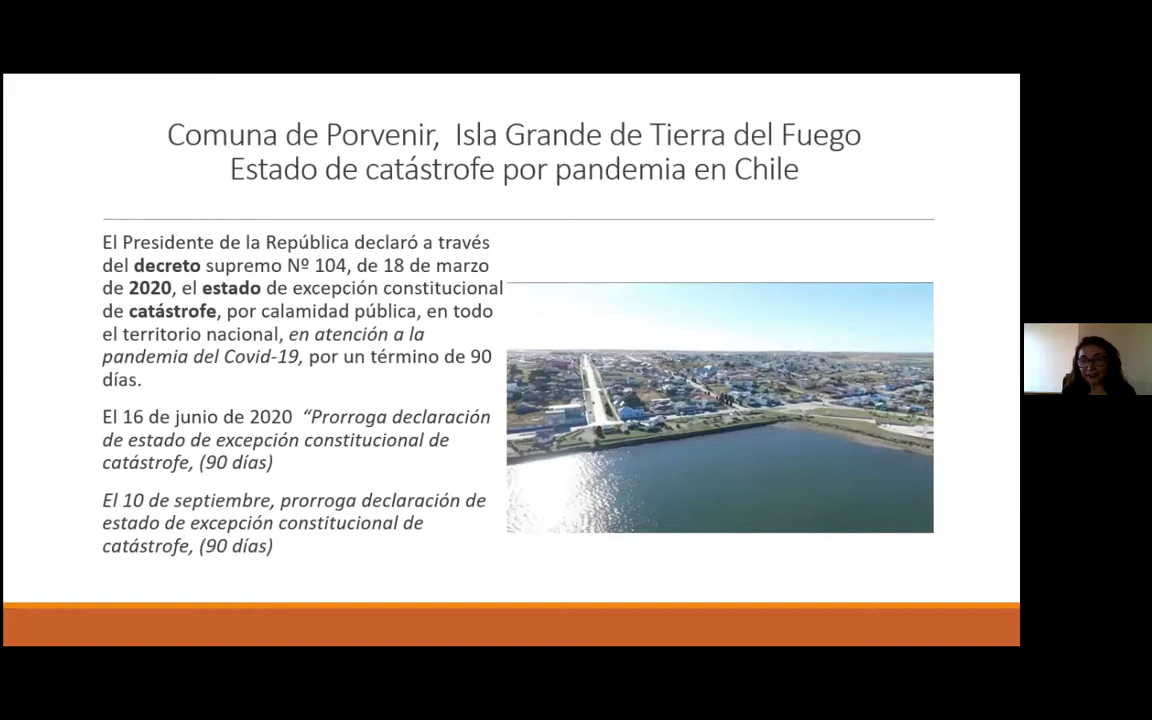 Comuna de Porvenir,  Isla Grande de Tierra del Fuego
Estado de catástrofe por pandemia en Chile
El Presidente de la República declaró a través
del decreto supremo Nº 104, de 18 de marzo
de 2020, el estado de excepción constitucional
de catástrofe, por calamidad pública, en todo
el territorio nacional, en atención a la
pandemia del Covid-19, por un término de 90
días.
El 16 de junio de 2020  “Prorroga declaración
de estado de excepción constitucional de
catástrofe, (90 días)
El 10 de septiembre, prorroga declaración de
estado de excepción constitucional de
catástrofe, (90 días)